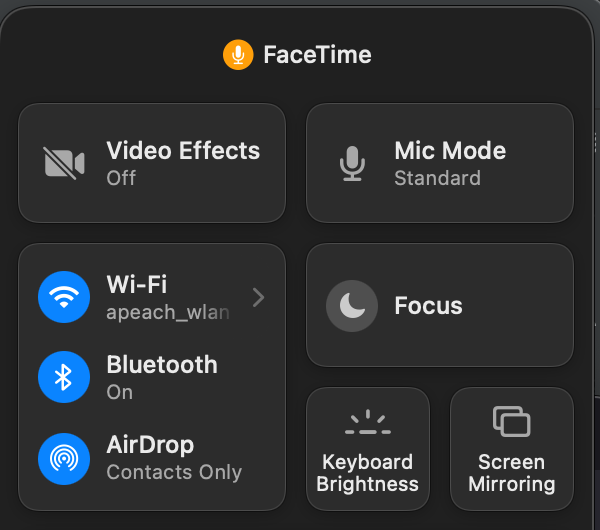 FaceTime
Video Effects
Off
Mic Mode
Standard
Wi-Fi
apeach_wlan
Bluetooth
On
AirDrop
Contacts Only
Focus
Keyboard
Brightness
Screen
Mirroring